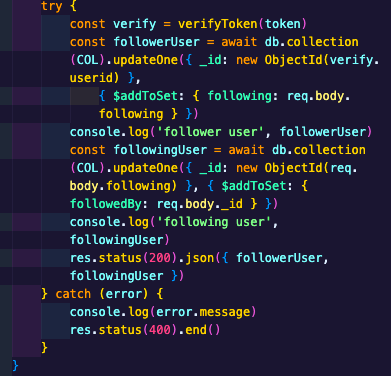 try {
const verify = verifyToken(token)
const followerUser = await db.collection
(COL).updateOne({ _id: new ObjectId(verify.
userid) },
{ $addToSet: { following: req.body.
following } })
console.log('follower user', followerUser)
const followingUser = await db.collection
(COL).updateOne({ _id: new ObjectId(req.
body.following) }, { $addToSet: {
followedBy: req.body._id } })
console.log('following user',
followingUser)
res.status(200).json({ followerUser,
followingUser })
} catch (error) {
console.log(error.message)
res.status(400).end()
}
}